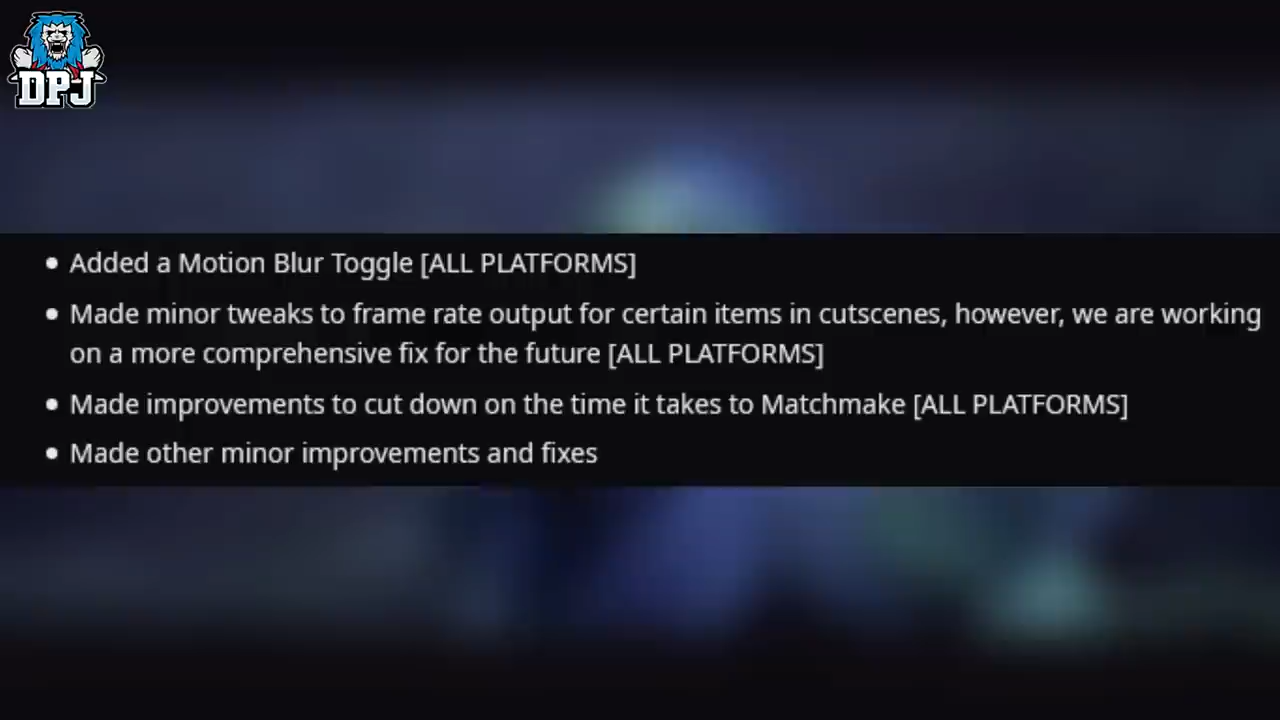 DPJ
• Added a Motion Blur Toggle [ALL PLATFORMS]
• Made minor tweaks to frame rate output for certain items in cutscenes, however, we are working
on a more comprehensive fix for the future [ALL PLATFORMS]
• Made improvements to cut down on the time it takes to Matchmake [ALL PLATFORMS]
• Made other minor improvements and fixes